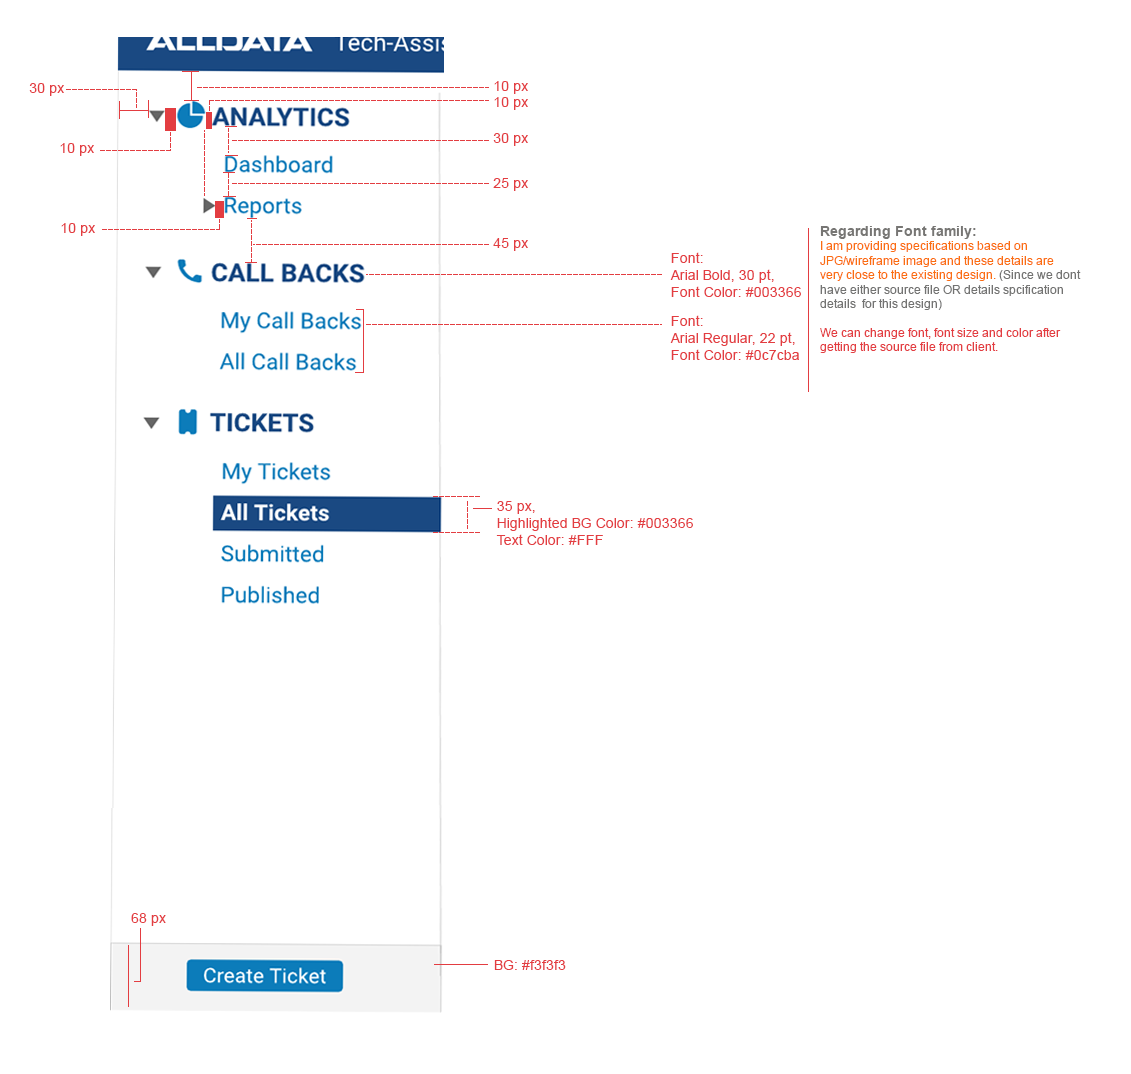 ALLDATA Tech-Assis
30 px
10 px
10 px
ANALYTICS
30 px
10 px
Dashboard
25 px
Reports
10 px
45 px
CALL BACKS
My Call Backs
All Call Backs
Font:
Arial Bold, 30 pt,
Font Color: #003366
Font:
Arial Regular, 22 pt,
Font Color: #0c7cba
Regarding Font family:
I am providing specifications based on
JPG/wireframe image and these details are
very close to the existing design. (Since we dont
have either source file OR details spcification
details for this design)
We can change font, font size and color after
getting the source file from client.
TICKETS
My Tickets
All Tickets
Submitted
Published
35 px,
Highlighted BG Color: #003366
Text Color: #FFF
68 px
Create Ticket
BG: #f3f3f3